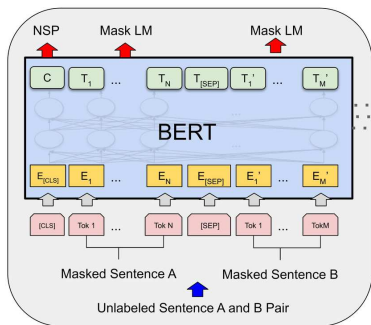 NSP Mask LM Mask LM
C T1 ... TN T[SEP] T1' ... TM'
BERT
E[CLS] E1 ... EN E[SEP] E1' ... EM'
[CLS] Tok 1 ... Tok N [SEP] Tok 1 ... TokM
Masked Sentence A Masked Sentence B
Unlabeled Sentence A and B Pair